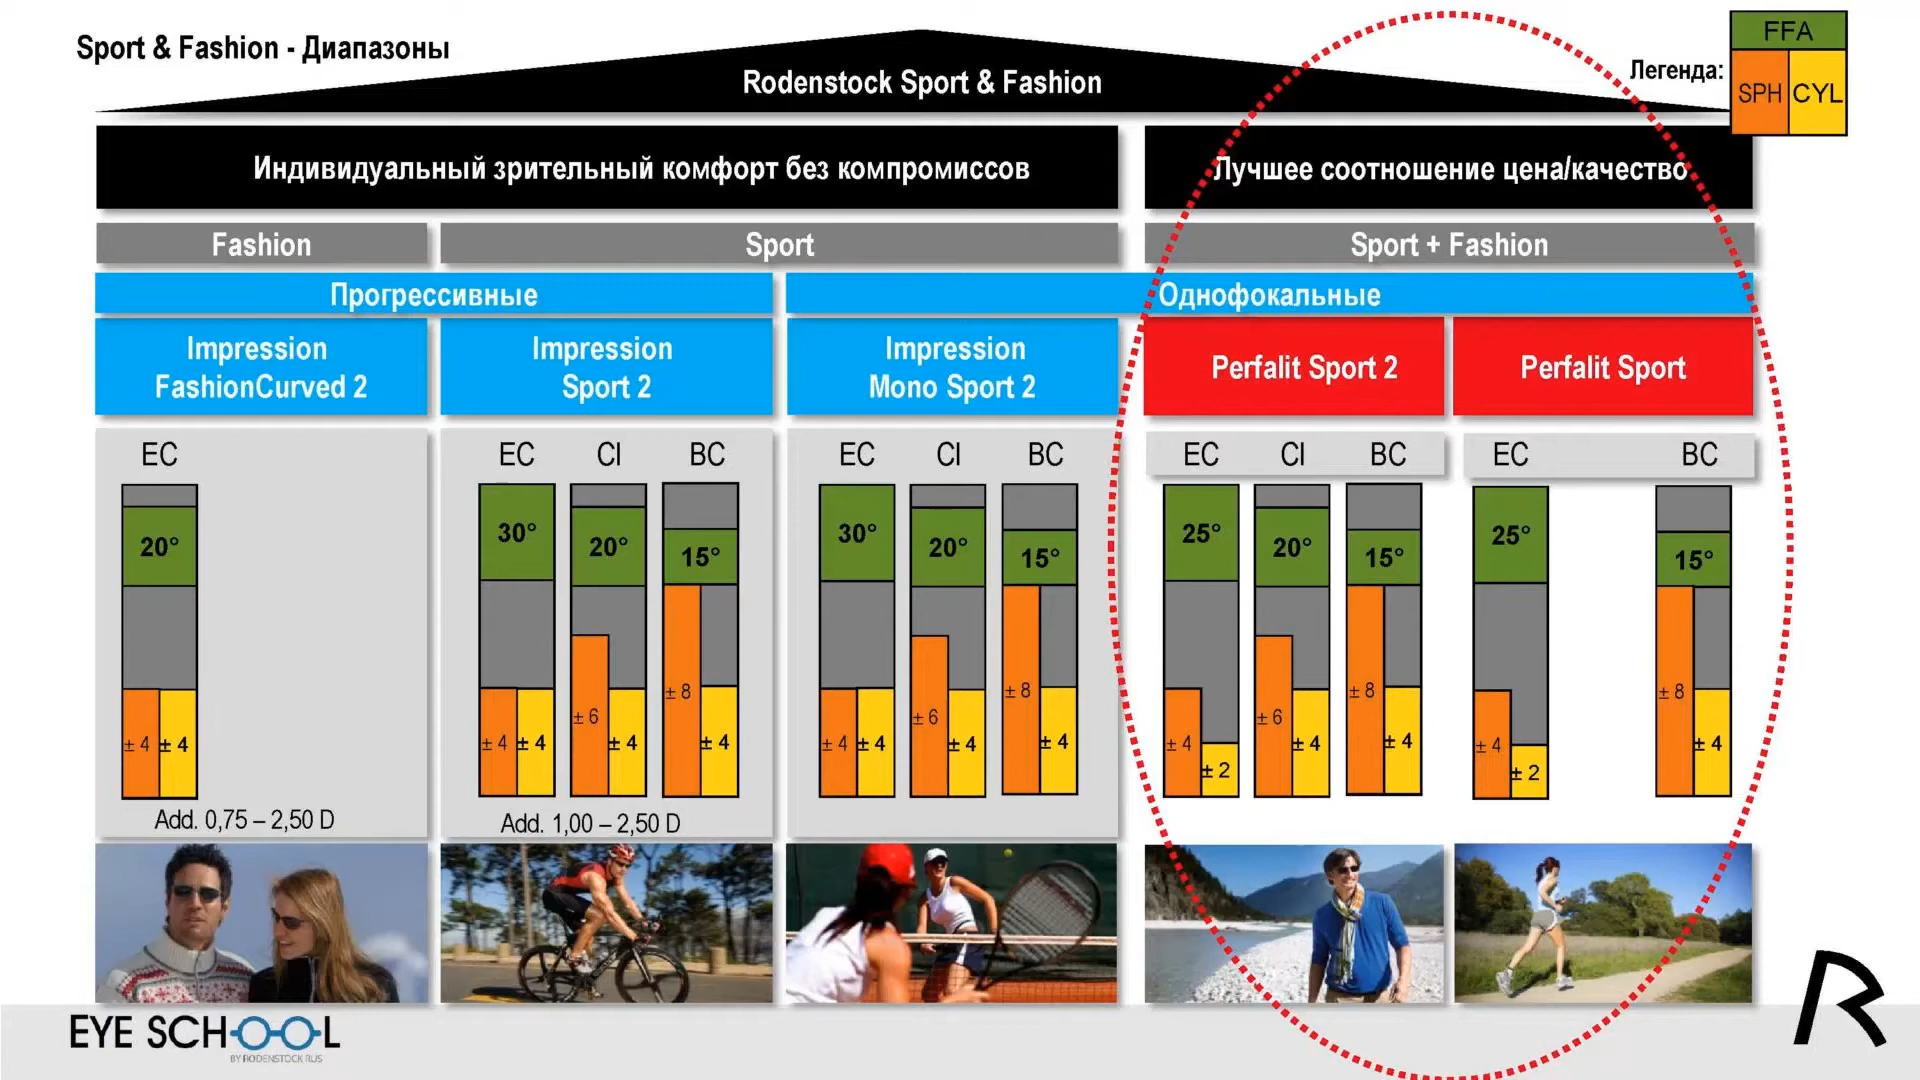 Sport & Fashion - Диапазоны
Rodenstock Sport & Fashion
Легенда:
FFA
SPH CYL
Индивидуальный зрительный комфорт без компромиссов
Лучшее соотношение цена/качество
Fashion
Sport
Sport + Fashion
Прогрессивные
Однофокальные
Impression
FashionCurved 2
Impression
Sport 2
Impression
Mono Sport 2
Perfalit Sport 2
Perfalit Sport
EC
EC CI BC
EC CI BC
EC CI BC
EC BC
20°
30° 20° 15°
30° 20° 15°
25° 20° 15°
25° 15°
± 4 ± 4
± 4 ± 4 ± 6 ± 4 ± 8 ± 4
± 4 ± 4 ± 6 ± 4 ± 8 ± 4
± 4 ± 2 ± 6 ± 4 ± 8 ± 4
± 4 ± 2 ± 8 ± 4
Add. 0,75 – 2,50 D
Add. 1,00 – 2,50 D
EYE SCHOOL
BY RODENSTOCK RUS
R